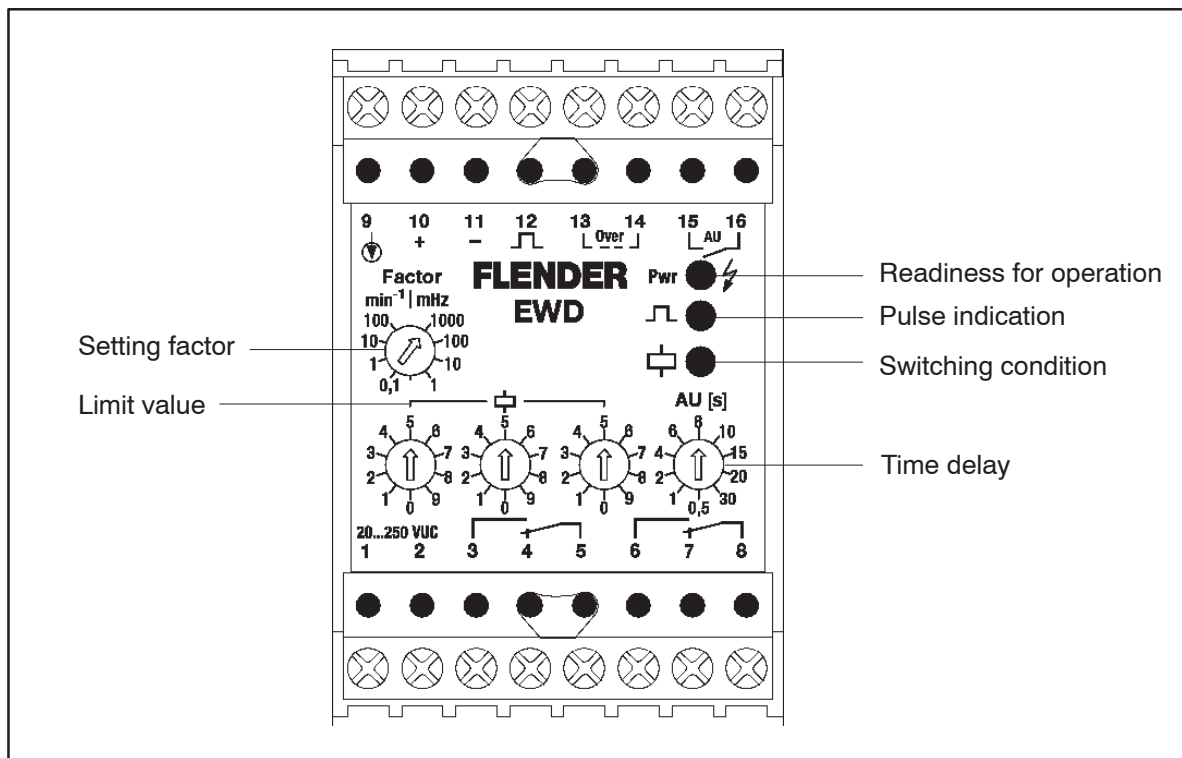 9 10 11 12 13 14 15 16
+ − Over AU
Factor
min-1 | mHz
FLENDER
EWD
Pwr
Readiness for operation
Pulse indication
Switching condition
100 1000
10 100
1 10
0,1 1
Setting factor
Limit value
AU [s]
0 1 2 3 4 5 6 7 8 9
0 1 2 3 4 5 6 7 8 9
0 1 2 3 4 5 6 7 8 9
0,5 1 2 4 6 8 10 15 20 30
Time delay
20...250 VUC
1 2 3 4 5 6 7 8